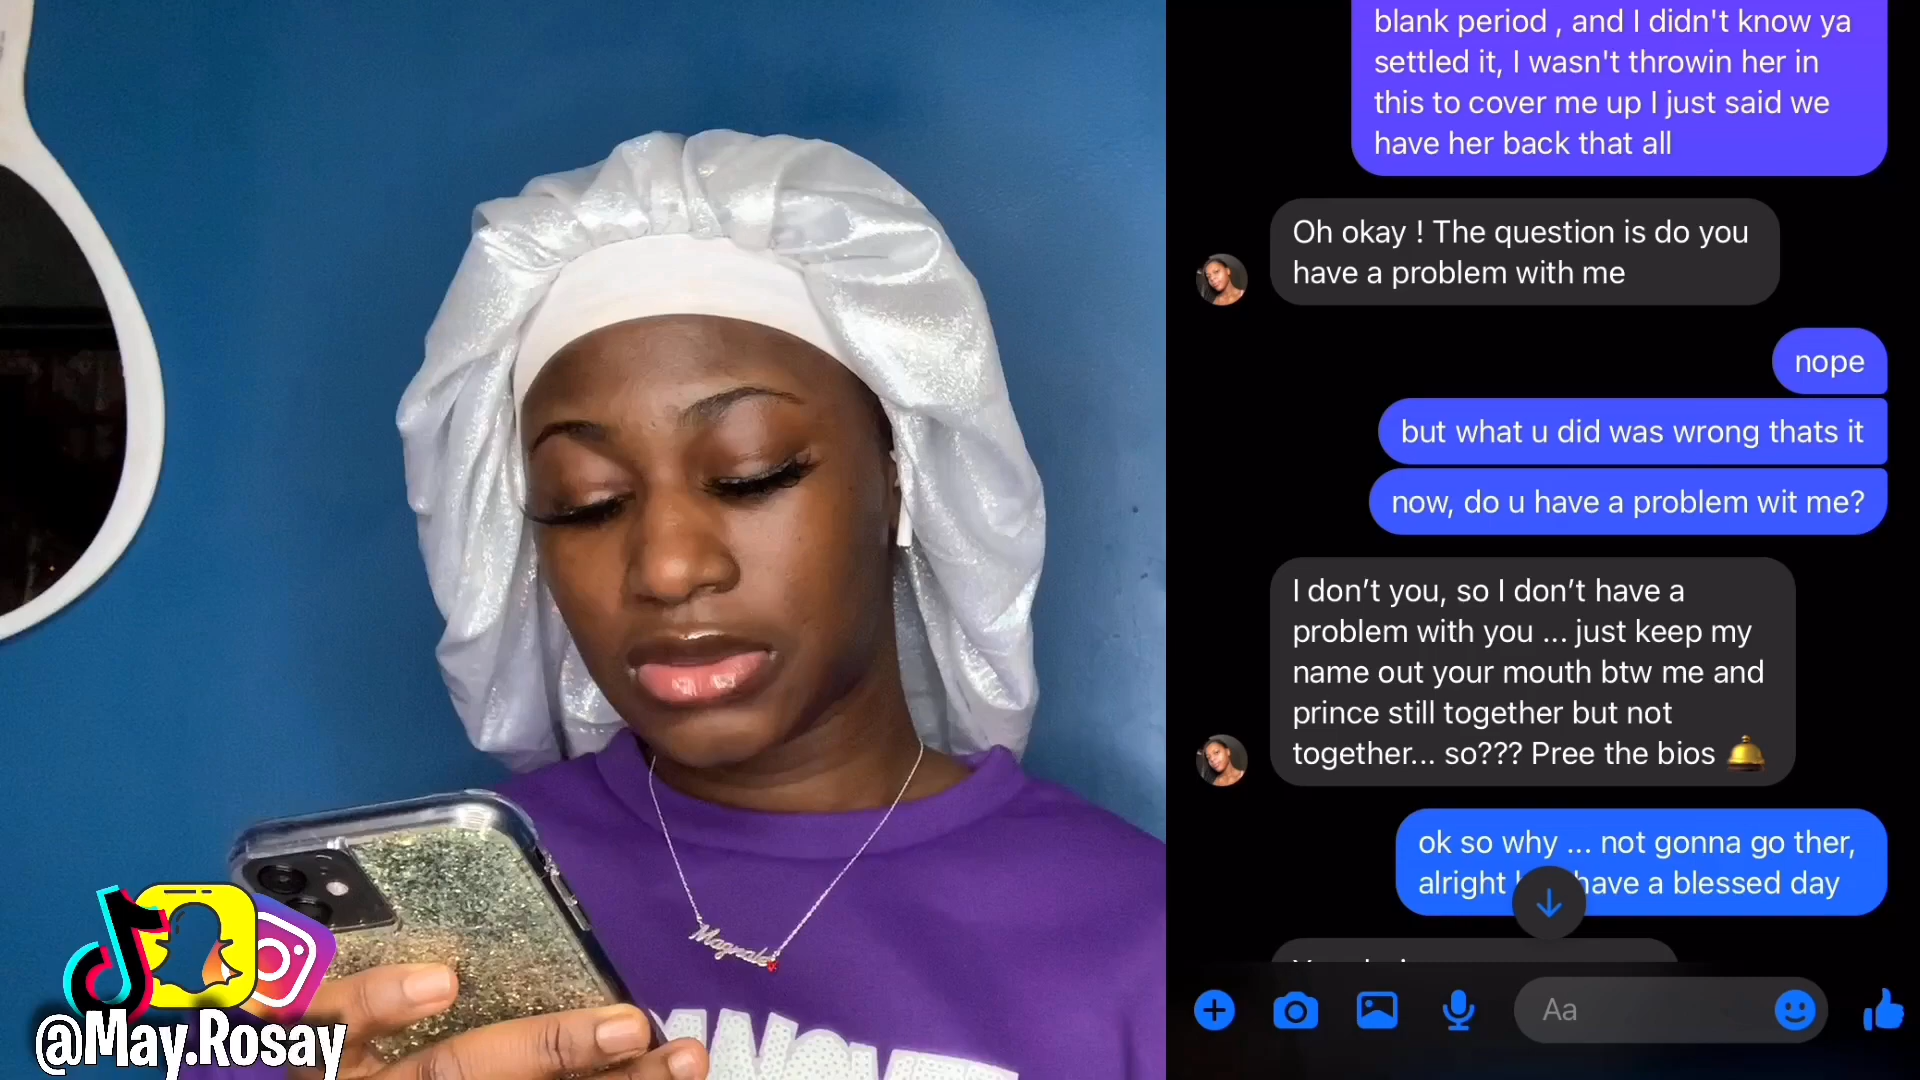 blank period , and I didn't know ya
settled it, I wasn't throwin her in
this to cover me up I just said we
have her back that all
Oh okay ! The question is do you
have a problem with me
nope
but what u did was wrong thats it
now, do u have a problem wit me?
I don’t you, so I don’t have a
problem with you ... just keep my
name out your mouth btw me and
prince still together but not
together... so??? Pree the bios 🛎️
ok so why ... not gonna go ther,
alright have a blessed day
Aa
@May.Rosay